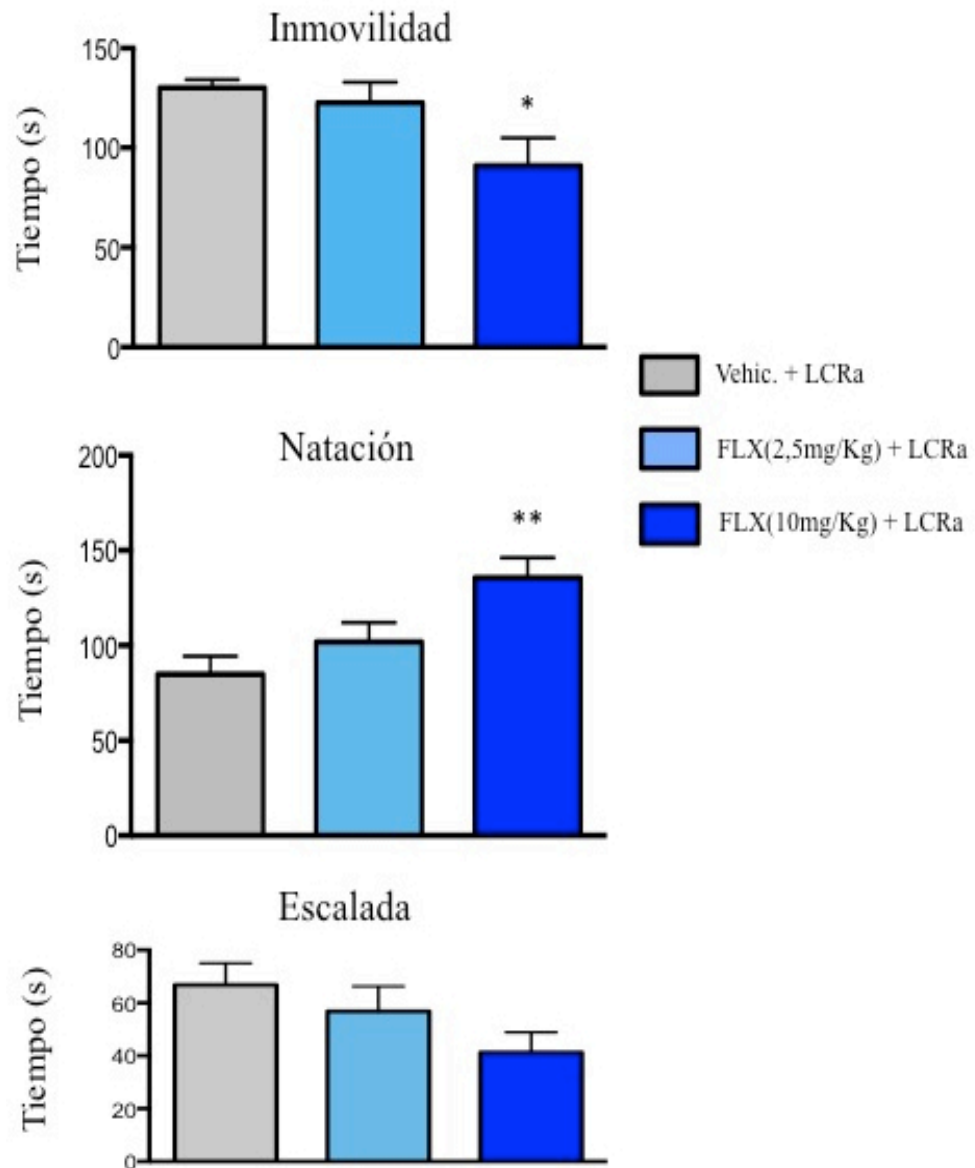 Inmovilidad
Tiempo (s)
150
100
50
0
*
Vehic. + LCRa
FLX(2,5mg/Kg) + LCRa
FLX(10mg/Kg) + LCRa
Natación
Tiempo (s)
200
150
100
50
0
**
Escalada
Tiempo (s)
80
60
40
20
0